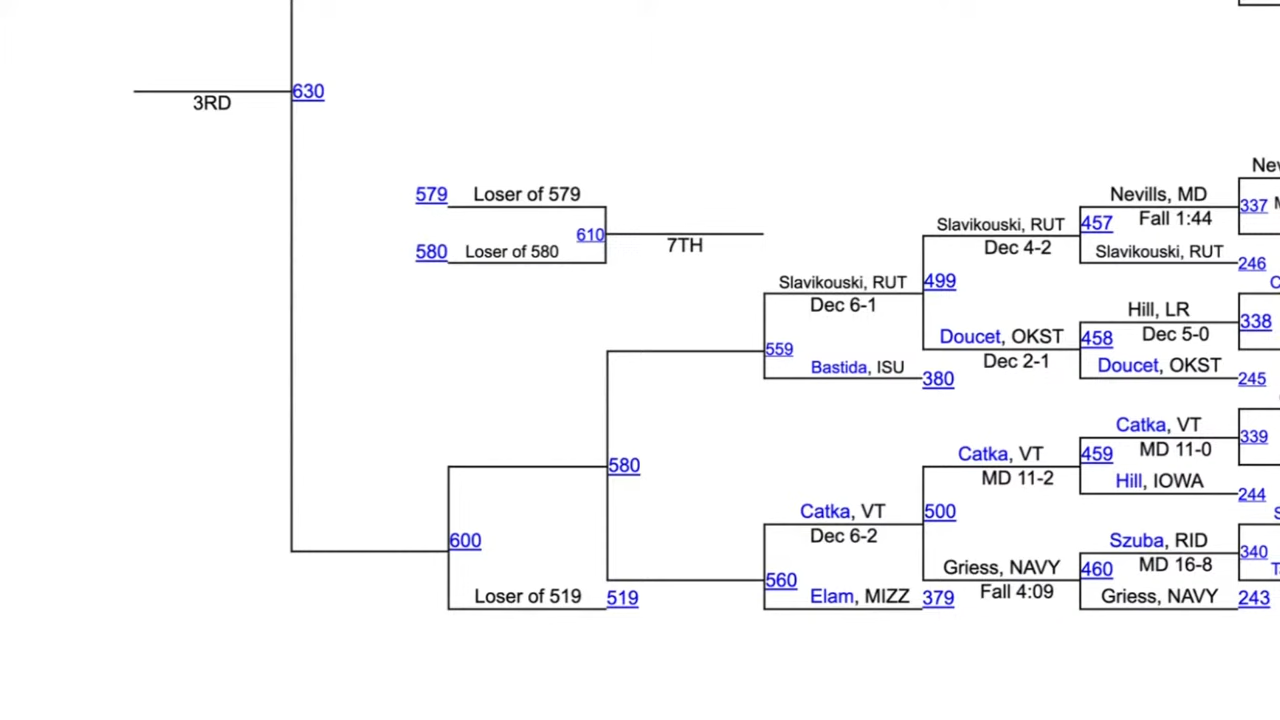 630
3RD
Nev
579 Loser of 579
Nevills, MD
337 M
610
Fall 1:44
457
Slavikouski, RUT
7TH
Dec 4-2
580 Loser of 580
Slavikouski, RUT
246
Slavikouski, RUT
499
Dec 6-1
Hill, LR
338
Doucet, OKST
458
Dec 5-0
559
Dec 2-1
Bastida, ISU
380
Doucet, OKST
245
Catka, VT
339
Catka, VT
459
MD 11-0
580
MD 11-2
Hill, IOWA
244
Catka, VT
500
Dec 6-2
600
Szuba, RID
340
Griess, NAVY
460
MD 16-8
560
Fall 4:09
Loser of 519
519
Elam, MIZZ
379
Griess, NAVY
243